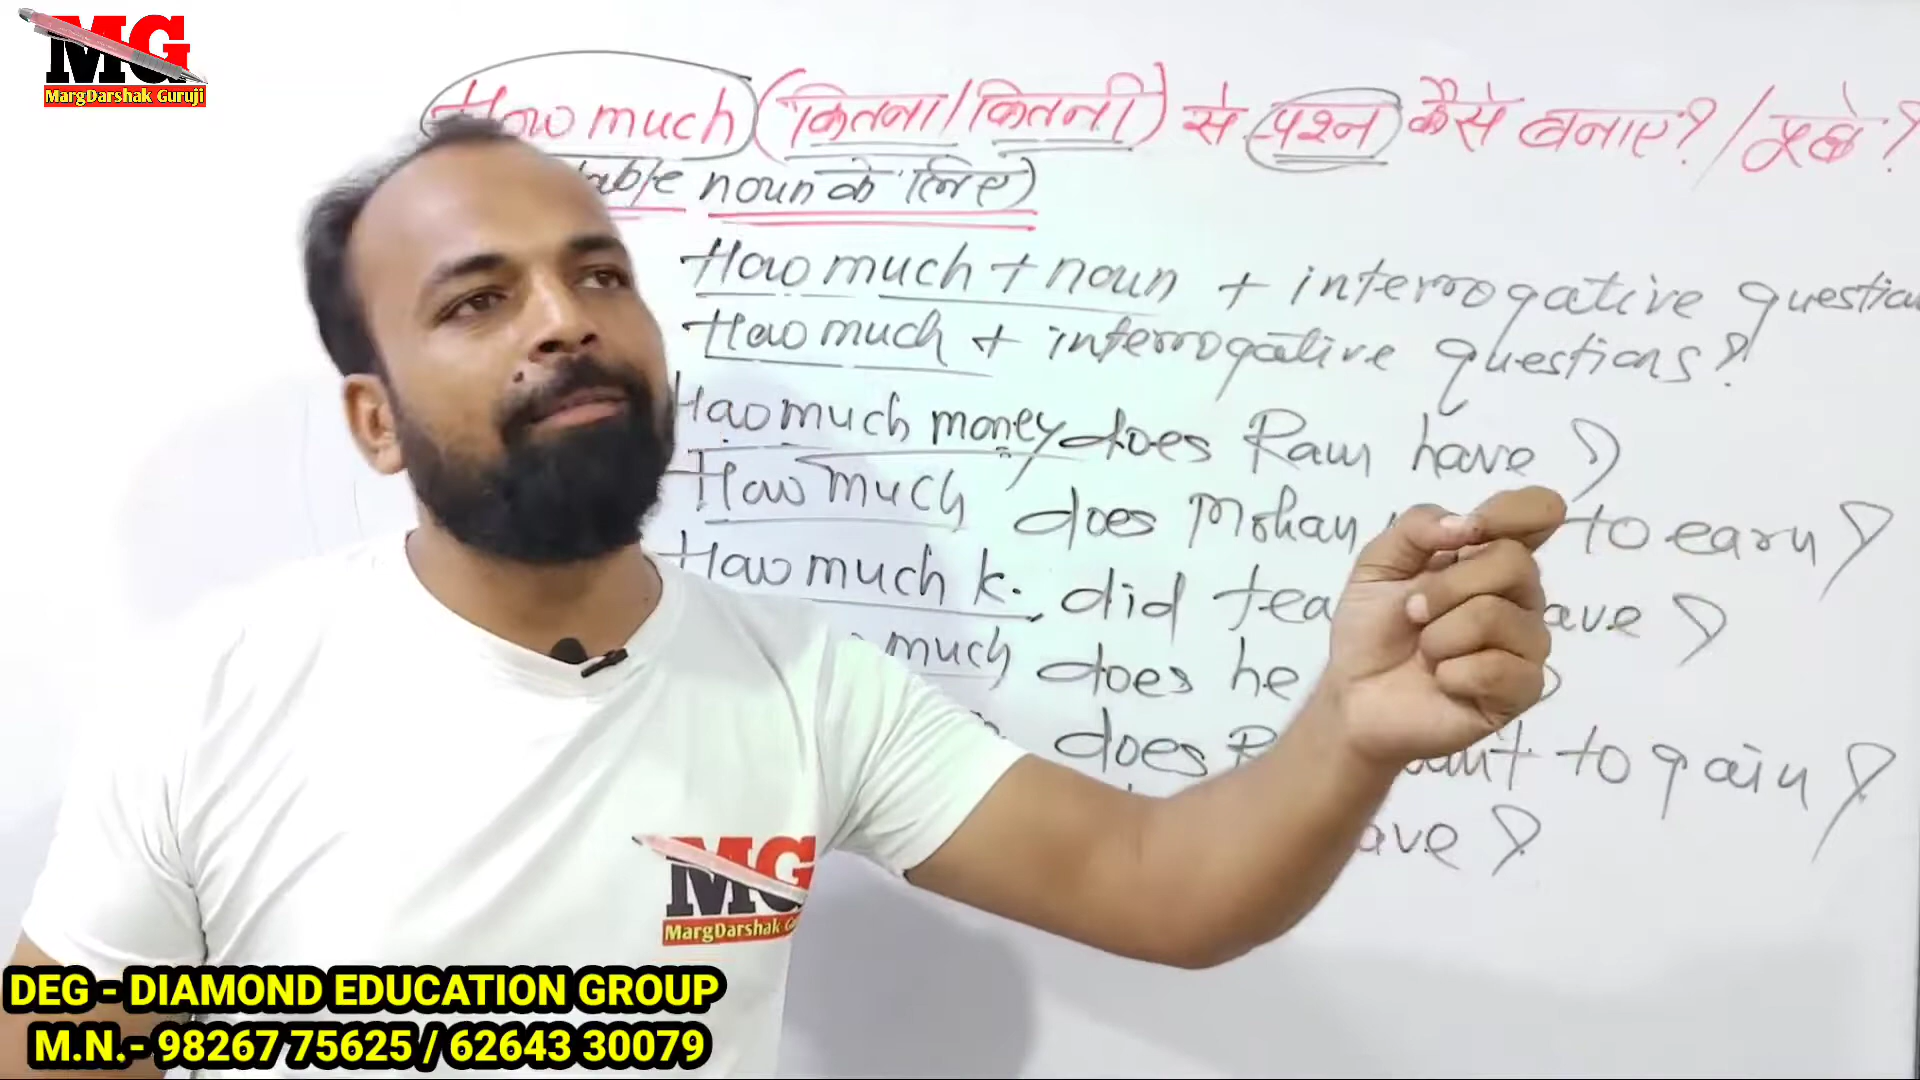 MG
MargDarshak Guruji
How much (कितना/कितनी) से प्रश्न कैसे बनाए?/पूछे?
noun के लिए)
How much + noun + interrogative question
How much + interrogative questions?
How much money does Ram have?
How much does Mohan to earn?
How much k. did have?
much does he
does want to gain?
have?
MG
MargDarshak
DEG - DIAMOND EDUCATION GROUP
M.N.- 98267 75625 / 62643 30079